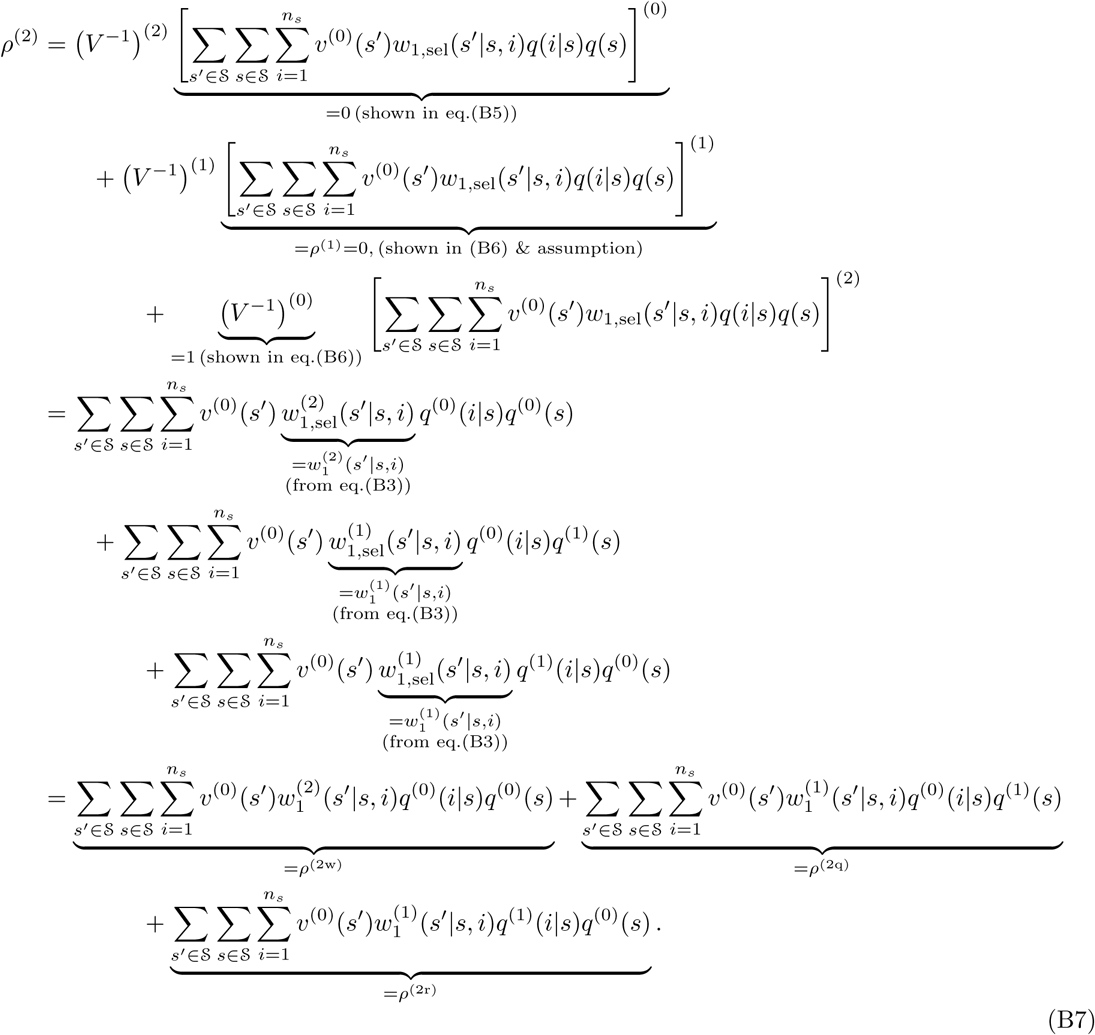 $\rho^{(2)} = \left(V^{-1}\right)^{(2)} \underbrace{\left[\sum_{s' \in \mathcal{S}} \sum_{s \in \mathcal{S}} \sum_{i=1}^{n_s} v^{(0)}(s') w_{1,\text{sel}}(s'|s,i) q(i|s) q(s)\right]^{(0)}}_{=0 \text{ (shown in eq.(B5))}}$
$+ \left(V^{-1}\right)^{(1)} \underbrace{\left[\sum_{s' \in \mathcal{S}} \sum_{s \in \mathcal{S}} \sum_{i=1}^{n_s} v^{(0)}(s') w_{1,\text{sel}}(s'|s,i) q(i|s) q(s)\right]^{(1)}}_{=\rho^{(1)}=0, \text{(shown in (B6) \& assumption)}}$
$+ \underbrace{\left(V^{-1}\right)^{(0)}}_{=1 \text{ (shown in eq.(B6))}} \left[\sum_{s' \in \mathcal{S}} \sum_{s \in \mathcal{S}} \sum_{i=1}^{n_s} v^{(0)}(s') w_{1,\text{sel}}(s'|s,i) q(i|s) q(s)\right]^{(2)}$
$= \sum_{s' \in \mathcal{S}} \sum_{s \in \mathcal{S}} \sum_{i=1}^{n_s} v^{(0)}(s') \underbrace{w_{1,\text{sel}}^{(2)}(s'|s,i)}_{\substack{=w_1^{(2)}(s'|s,i) \\ \text{(from eq.(B3))}}} q^{(0)}(i|s) q^{(0)}(s)$
$+ \sum_{s' \in \mathcal{S}} \sum_{s \in \mathcal{S}} \sum_{i=1}^{n_s} v^{(0)}(s') \underbrace{w_{1,\text{sel}}^{(1)}(s'|s,i)}_{\substack{=w_1^{(1)}(s'|s,i) \\ \text{(from eq.(B3))}}} q^{(0)}(i|s) q^{(1)}(s)$
$+ \sum_{s' \in \mathcal{S}} \sum_{s \in \mathcal{S}} \sum_{i=1}^{n_s} v^{(0)}(s') \underbrace{w_{1,\text{sel}}^{(1)}(s'|s,i)}_{\substack{=w_1^{(1)}(s'|s,i) \\ \text{(from eq.(B3))}}} q^{(1)}(i|s) q^{(0)}(s)$
$= \underbrace{\sum_{s' \in \mathcal{S}} \sum_{s \in \mathcal{S}} \sum_{i=1}^{n_s} v^{(0)}(s') w_1^{(2)}(s'|s,i) q^{(0)}(i|s) q^{(0)}(s)}_{=\rho^{(2\text{w})}} + \underbrace{\sum_{s' \in \mathcal{S}} \sum_{s \in \mathcal{S}} \sum_{i=1}^{n_s} v^{(0)}(s') w_1^{(1)}(s'|s,i) q^{(0)}(i|s) q^{(1)}(s)}_{=\rho^{(2\text{q})}}$
$+ \underbrace{\sum_{s' \in \mathcal{S}} \sum_{s \in \mathcal{S}} \sum_{i=1}^{n_s} v^{(0)}(s') w_1^{(1)}(s'|s,i) q^{(1)}(i|s) q^{(0)}(s)}_{=\rho^{(2\text{r})}}.$
(B7)